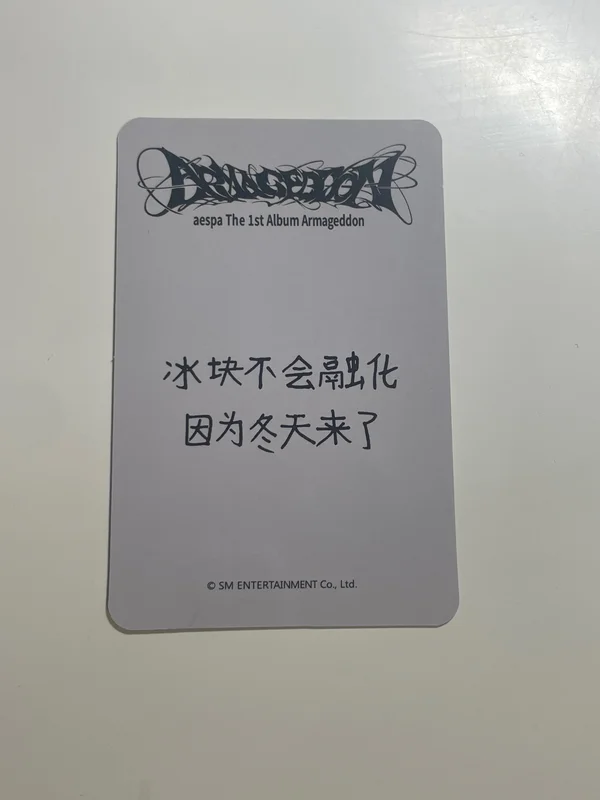 ARMAGEDDON
aespa The 1st Album Armageddon
冰块不会融化
因为冬天来了
© SM ENTERTAINMENT Co., Ltd.